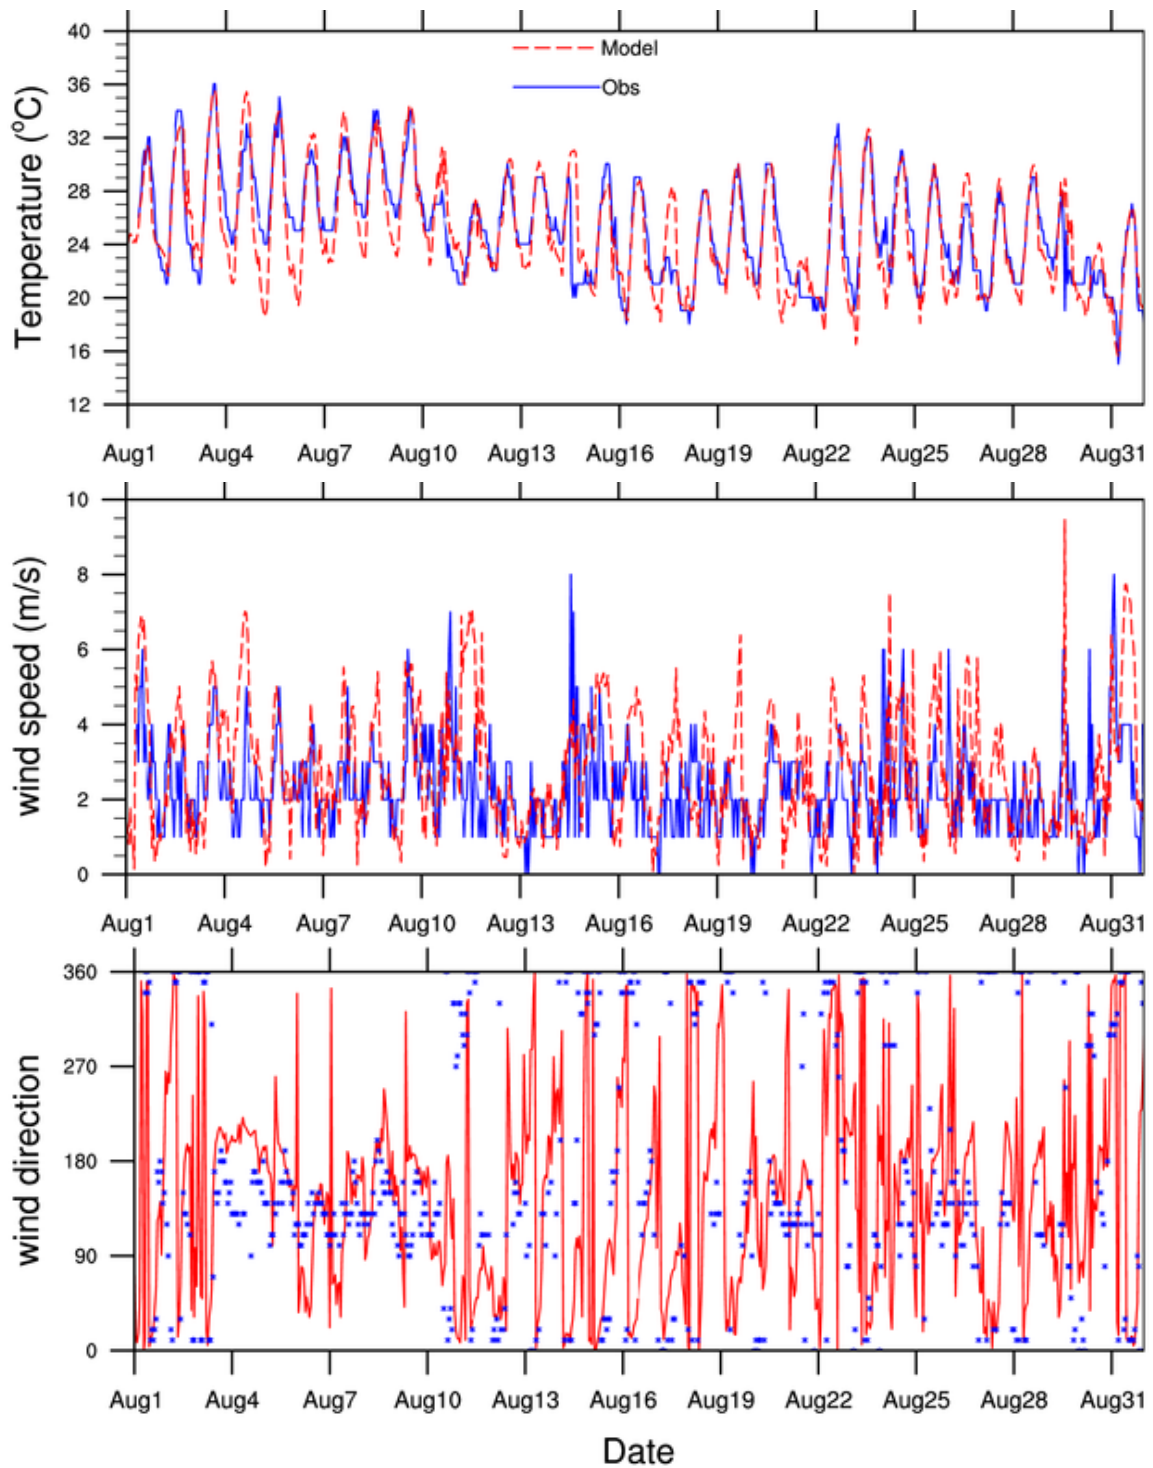 40
Model
36
Obs
32
28
24
20
16
12
Temperature (°C)
Aug1 Aug4 Aug7 Aug10 Aug13 Aug16 Aug19 Aug22 Aug25 Aug28 Aug31
10
8
6
4
2
0
wind speed (m/s)
Aug1 Aug4 Aug7 Aug10 Aug13 Aug16 Aug19 Aug22 Aug25 Aug28 Aug31
360
270
180
90
0
wind direction
Aug1 Aug4 Aug7 Aug10 Aug13 Aug16 Aug19 Aug22 Aug25 Aug28 Aug31
Date